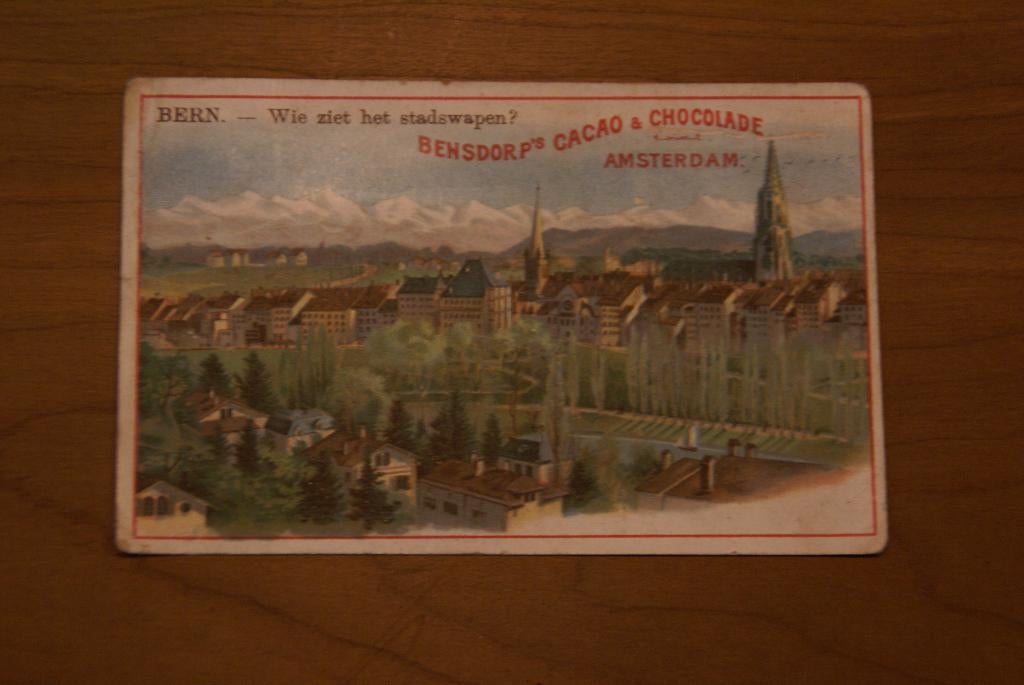 BERN. — Wie ziet het stadswapen?
BENSDORP'S CACAO & CHOCOLADE
AMSTERDAM.